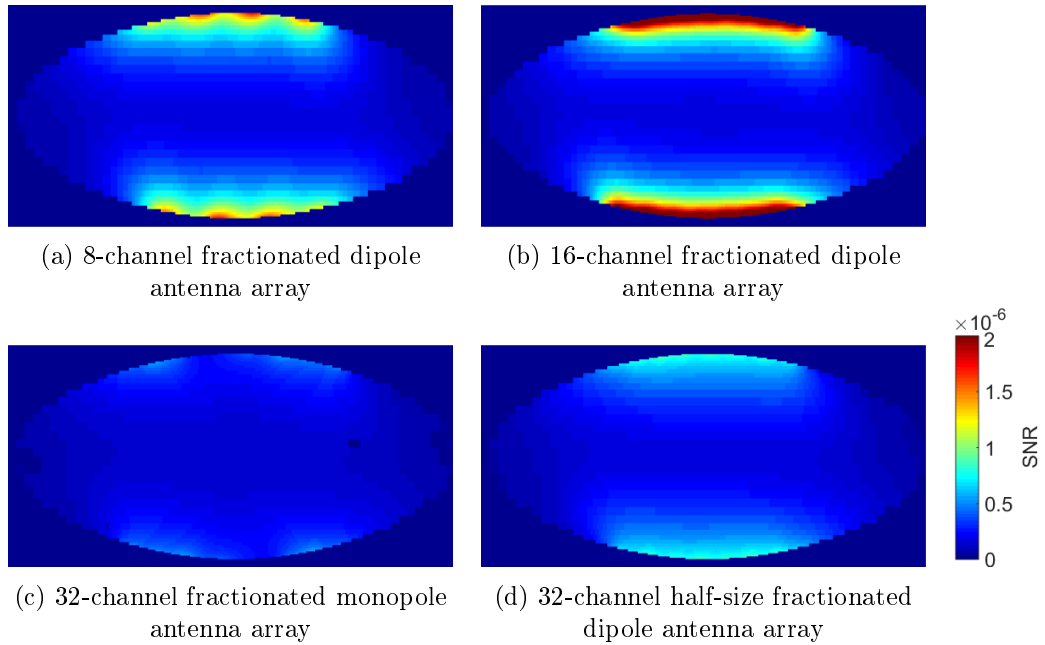 (a) 8-channel fractionated dipole
antenna array
(b) 16-channel fractionated dipole
antenna array
×10-6
2
1.5
1
0.5
0
SNR
(c) 32-channel fractionated monopole
antenna array
(d) 32-channel half-size fractionated
dipole antenna array